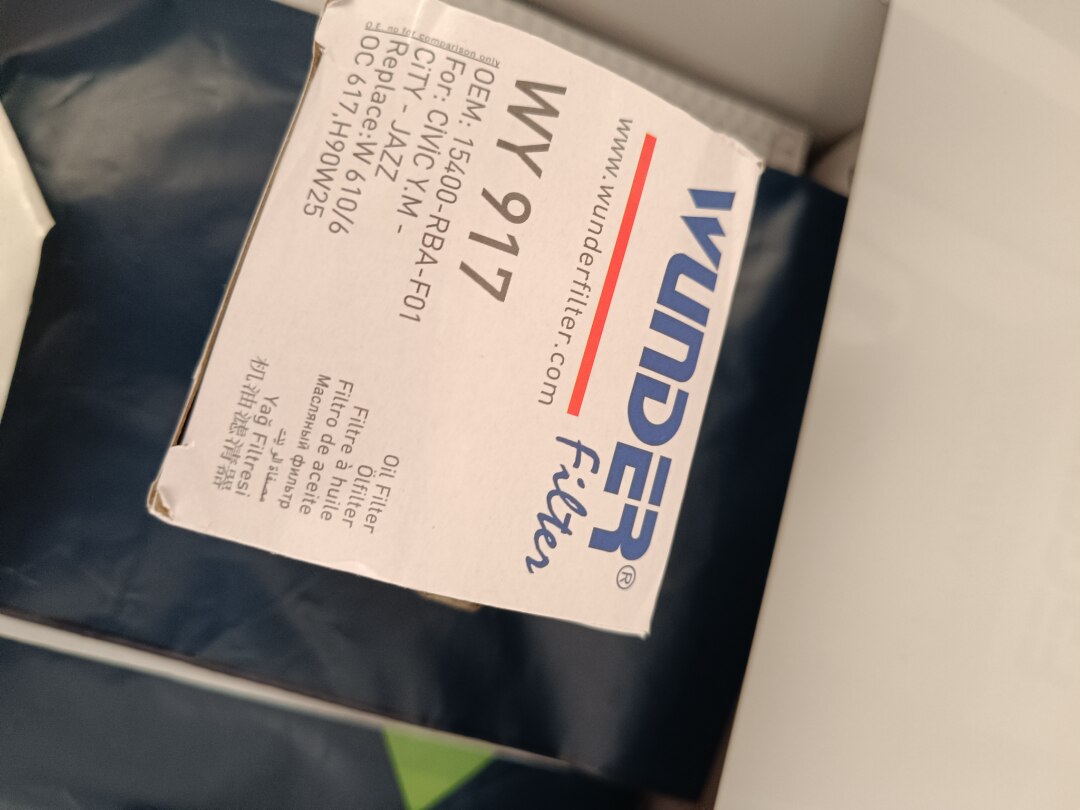 WUNDER®
filter
www.wunderfilter.com
WY 917
OEM: 15400-RBA-F01
For: CiViC Y.M -
CiTY - JAZZ
Replace:W 610/6
OC 617,H90W25
O.E. no for comparison only
Oil Filter
Ölfilter
Filtre à huile
Filtro de aceite
Масляный фильтр
مصفاة الزيت
Yağ Filtresi
机油滤清器